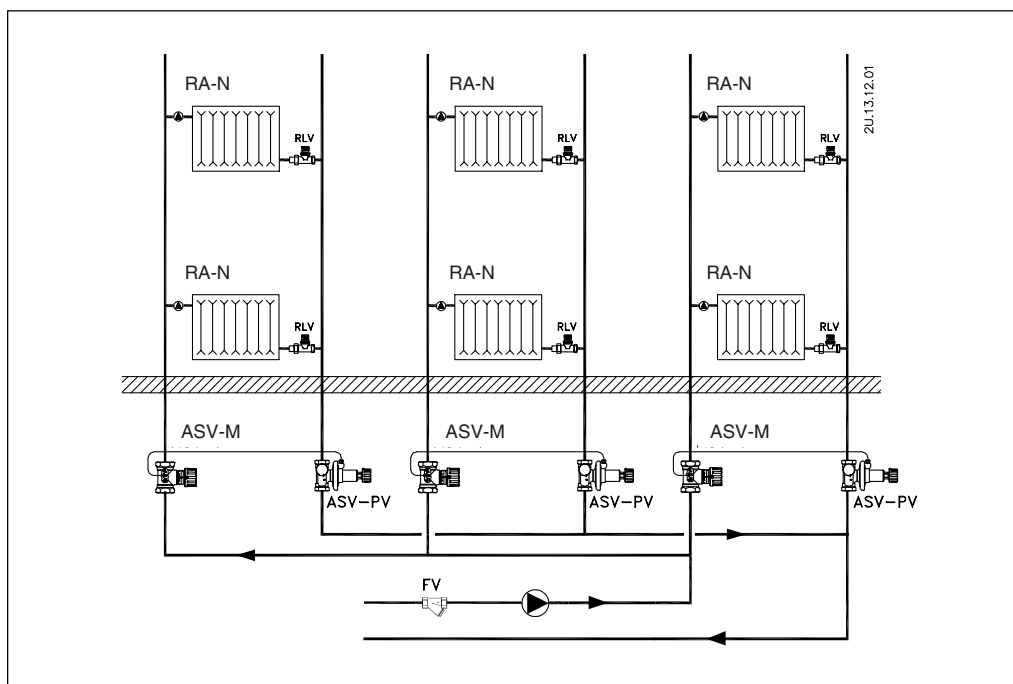 RA-N RA-N RA-N
2U.13.12.01
RLV RLV RLV
RA-N RA-N RA-N
RLV RLV RLV
ASV-M ASV-M ASV-M
ASV-PV ASV-PV ASV-PV
FV